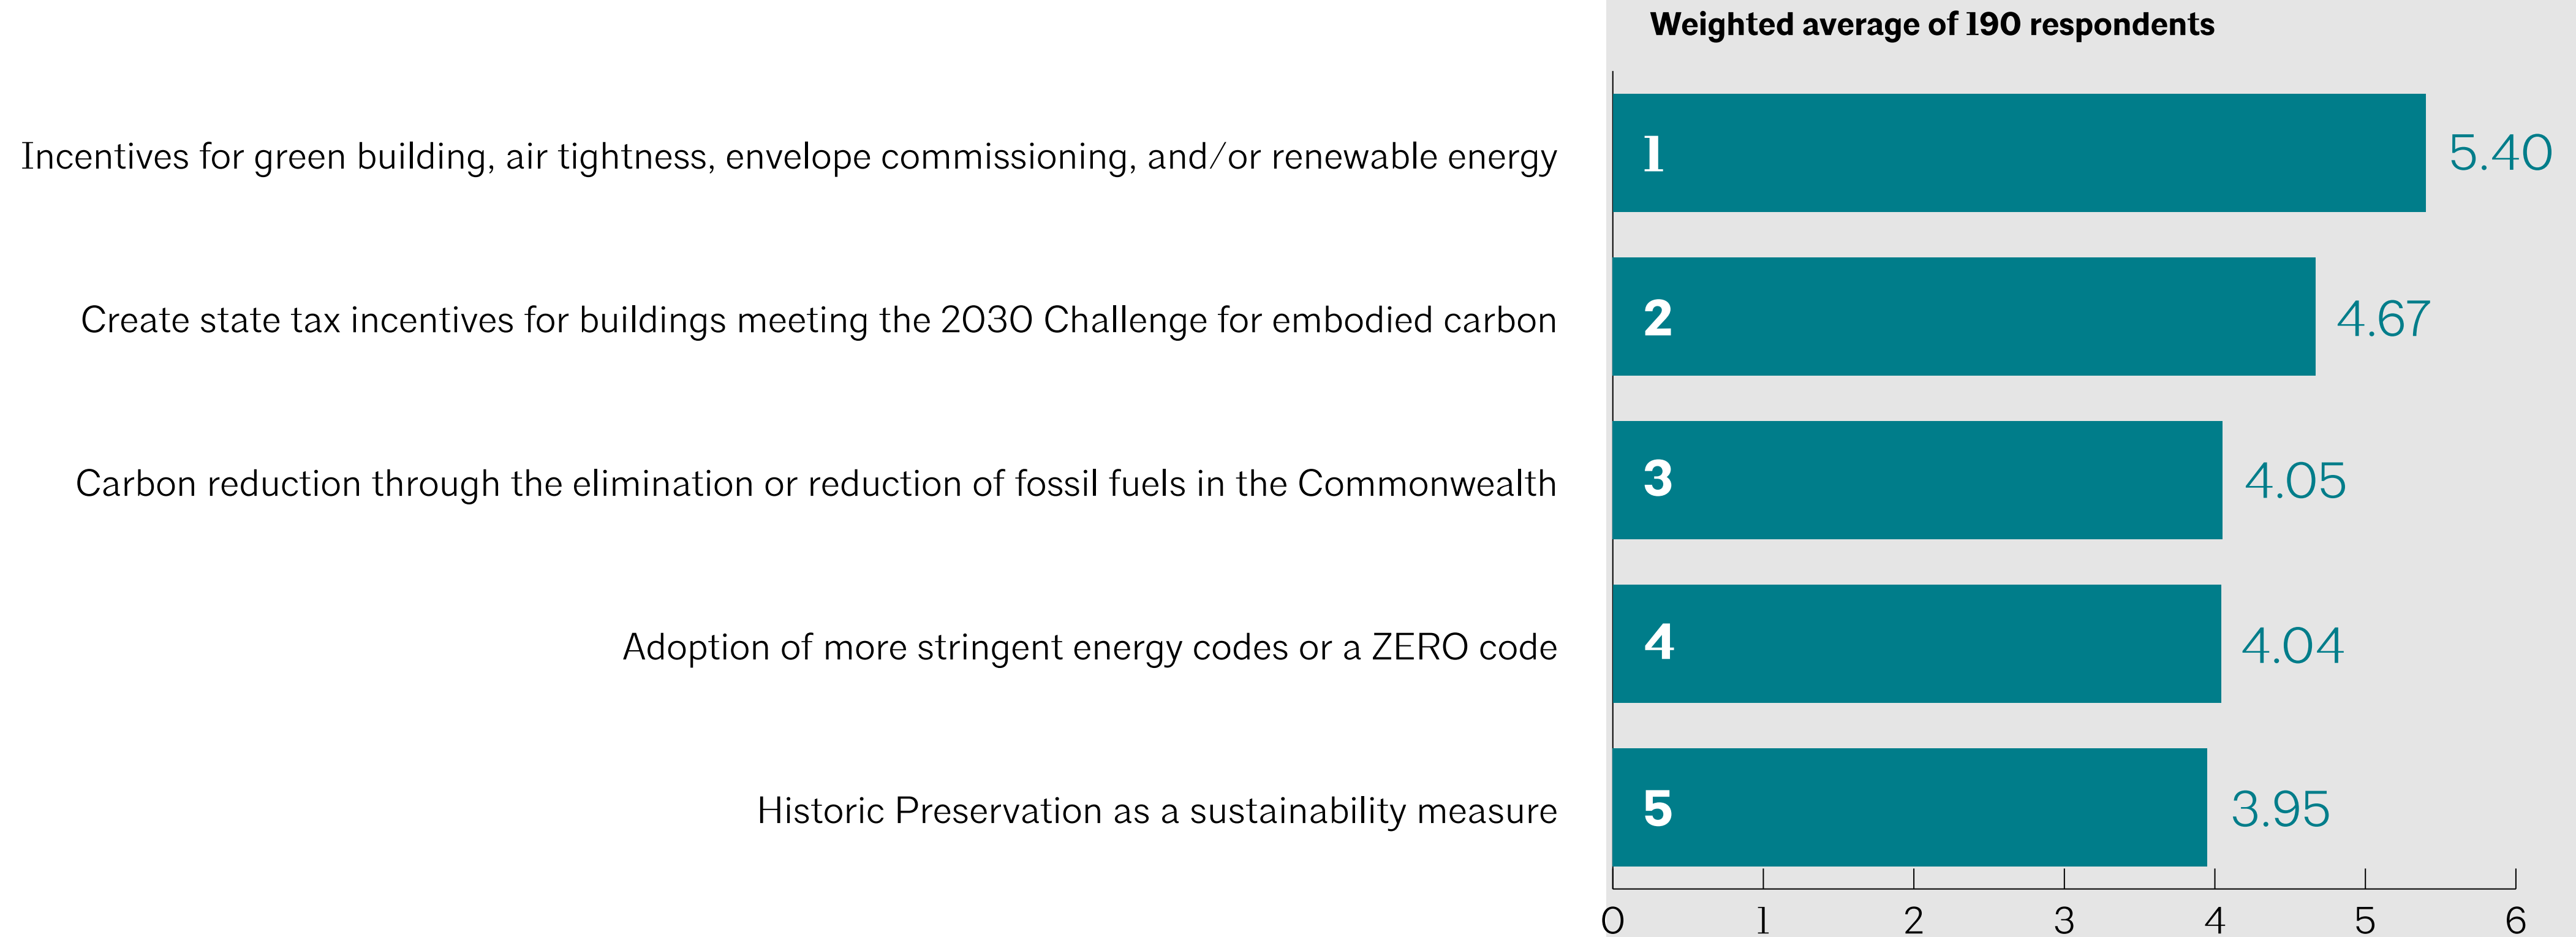 Weighted average of 190 respondents
Incentives for green building, air tightness, envelope commissioning, and/or renewable energy 1 5.40
Create state tax incentives for buildings meeting the 2030 Challenge for embodied carbon 2 4.67
Carbon reduction through the elimination or reduction of fossil fuels in the Commonwealth 3 4.05
Adoption of more stringent energy codes or a ZERO code 4 4.04
Historic Preservation as a sustainability measure 5 3.95
0 1 2 3 4 5 6